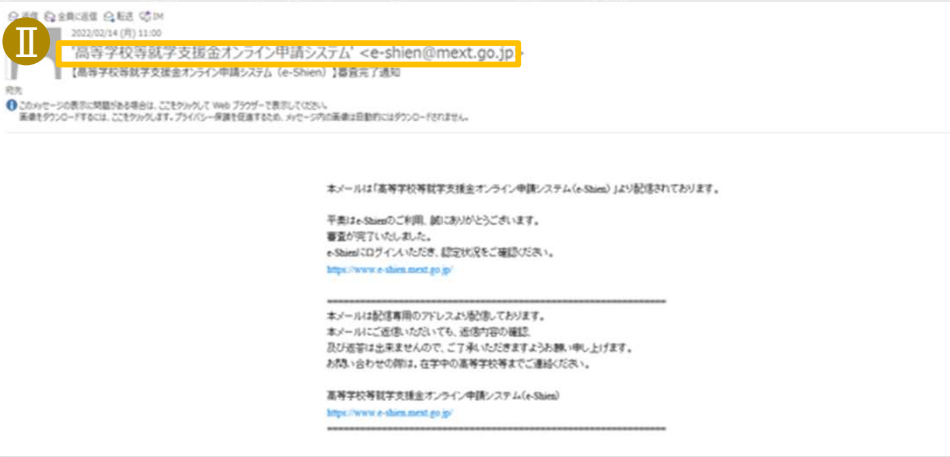 返信 全員に返信 転送 IM
Ⅱ
2022/02/14 (月) 11:00
"高等学校等就学支援金オンライン申請システム" <e-shien@mext.go.jp>
【高等学校等就学支援金オンライン申請システム (e-Shien) 】審査完了通知
宛先
このメッセージの表示に問題がある場合は、ここをクリックして Web ブラウザーで表示してください。
画像をダウンロードするには、ここをクリックします。プライバシー保護を促進するため、メッセージ内の画像は自動的にはダウンロードされません。
本メールは「高等学校等就学支援金オンライン申請システム(e-Shien) 」より配信されております。
平素はe-Shienのご利用、誠にありがとうございます。
審査が完了いたしました。
e-Shienにログインいただき、認定状況をご確認ください。
https://www.e-shien.mext.go.jp/
本メールは配信専用のアドレスより配信しております。
本メールにご返信いただいても、返信内容の確認、
及び返答は出来ませんので、ご了承いただきますようお願い申し上げます。
お問い合わせの際は、在学中の高等学校等までご連絡ください。
高等学校等就学支援金オンライン申請システム(e-Shien)
https://www.e-shien.mext.go.jp/